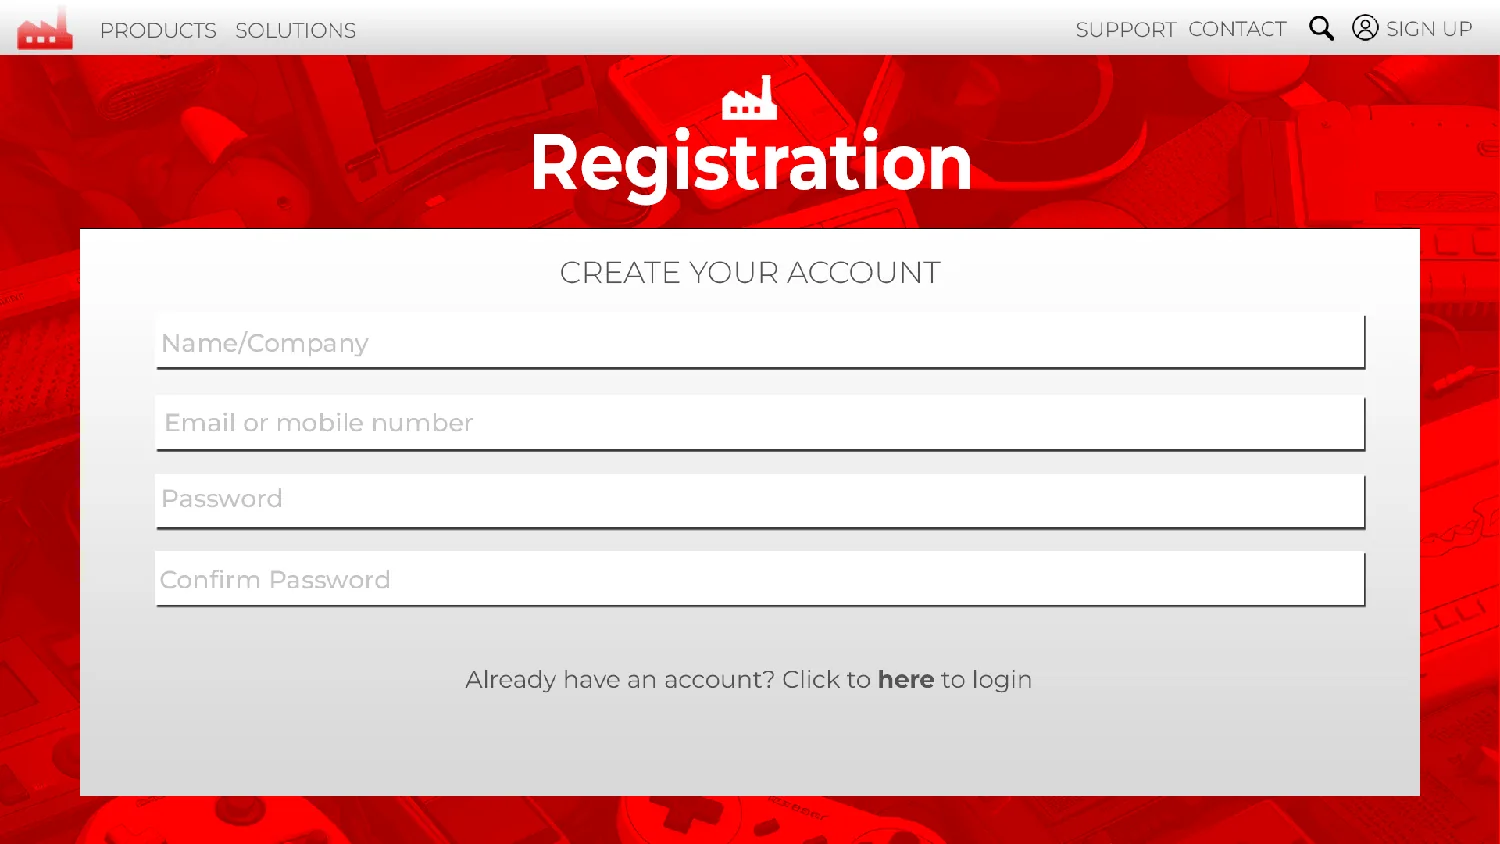 PRODUCTS SOLUTIONS SUPPORT CONTACT SIGN UP
Registration
CREATE YOUR ACCOUNT
Name/Company
Email or mobile number
Password
Confirm Password
Already have an account? Click to here to login